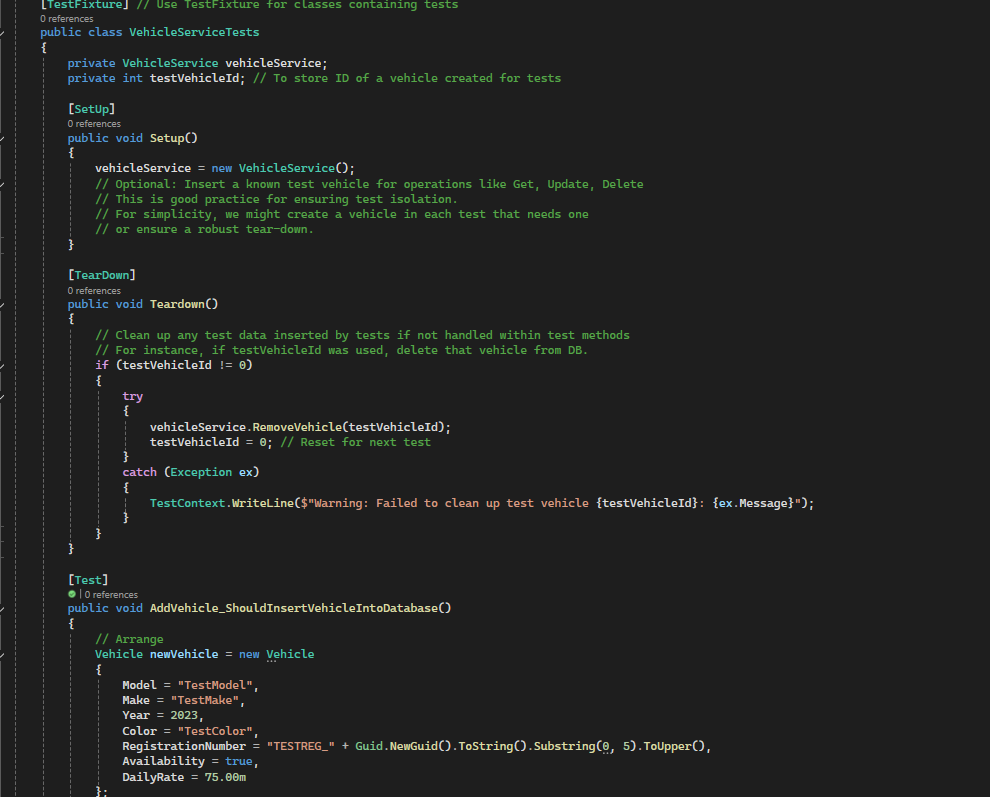 [TestFixture] // Use TestFixture for classes containing tests
0 references
public class VehicleServiceTests
{
private VehicleService vehicleService;
private int testVehicleId; // To store ID of a vehicle created for tests
[SetUp]
0 references
public void Setup()
{
vehicleService = new VehicleService();
// Optional: Insert a known test vehicle for operations like Get, Update, Delete
// This is good practice for ensuring test isolation.
// For simplicity, we might create a vehicle in each test that needs one
// or ensure a robust tear-down.
}
[TearDown]
0 references
public void Teardown()
{
// Clean up any test data inserted by tests if not handled within test methods
// For instance, if testVehicleId was used, delete that vehicle from DB.
if (testVehicleId != 0)
{
try
{
vehicleService.RemoveVehicle(testVehicleId);
testVehicleId = 0; // Reset for next test
}
catch (Exception ex)
{
TestContext.WriteLine($"Warning: Failed to clean up test vehicle {testVehicleId}: {ex.Message}");
}
}
}
[Test]
| 0 references
public void AddVehicle_ShouldInsertVehicleIntoDatabase()
{
// Arrange
Vehicle newVehicle = new Vehicle
{
Model = "TestModel",
Make = "TestMake",
Year = 2023,
Color = "TestColor",
RegistrationNumber = "TESTREG_" + Guid.NewGuid().ToString().Substring(0, 5).ToUpper(),
Availability = true,
DailyRate = 75.00m
};